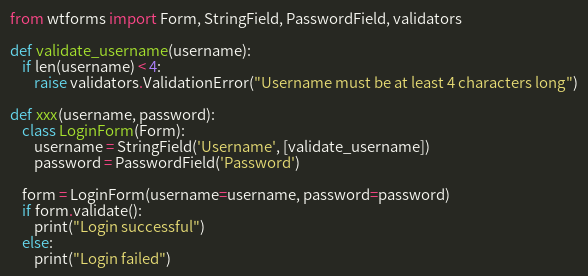 from wtforms import Form, StringField, PasswordField, validators

def validate_username(username):
    if len(username) < 4:
        raise validators.ValidationError("Username must be at least 4 characters long")

def xxx(username, password):
    class LoginForm(Form):
        username = StringField('Username', [validate_username])
        password = PasswordField('Password')

    form = LoginForm(username=username, password=password)
    if form.validate():
        print("Login successful")
    else:
        print("Login failed")